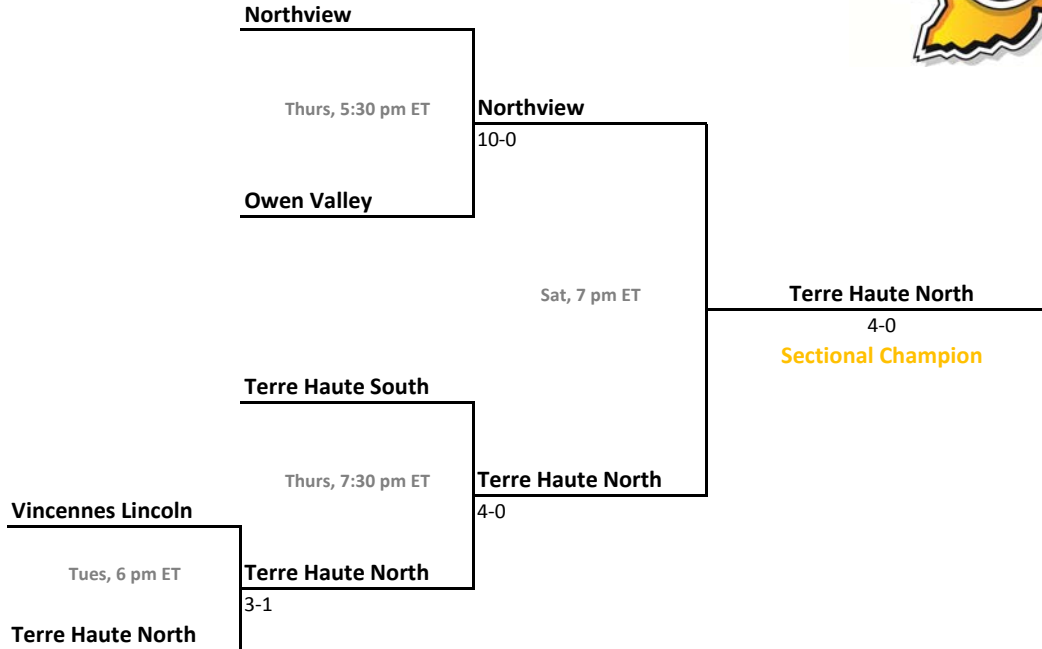 Northview
Thurs, 5:30 pm ET
Northview
10-0
Owen Valley
Sat, 7 pm ET
Terre Haute North
4-0
Sectional Champion
Terre Haute South
Thurs, 7:30 pm ET
Terre Haute North
4-0
Vincennes Lincoln
Tues, 6 pm ET
Terre Haute North
3-1
Terre Haute North